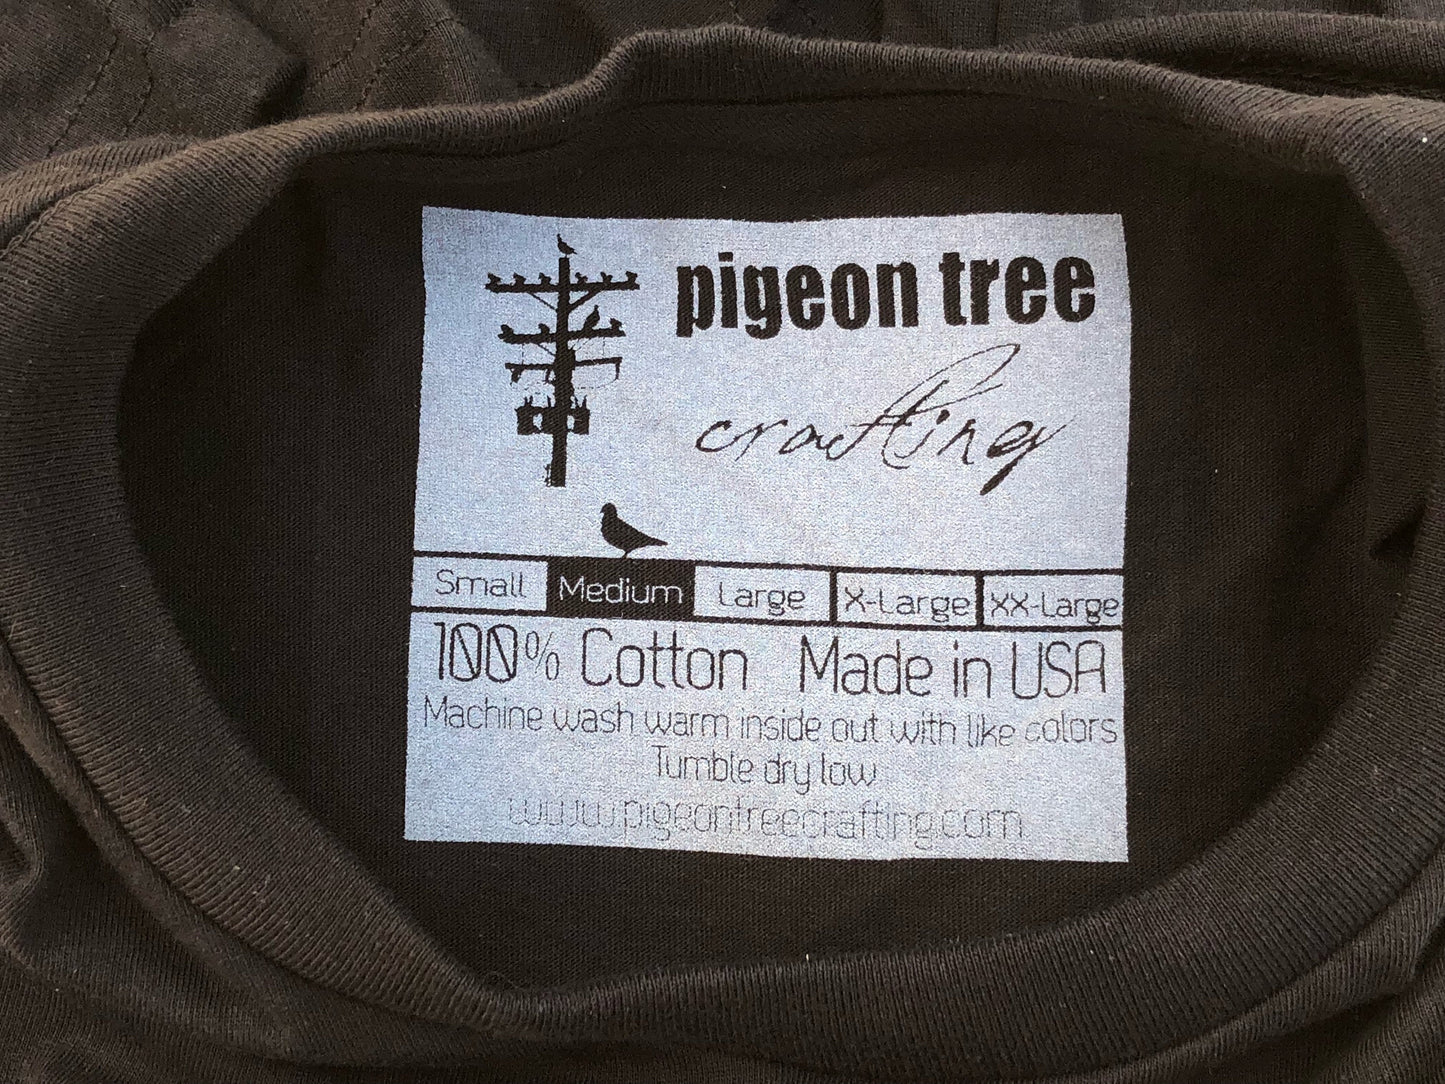 pigeon tree
crafting
Small Medium Large X-Large XX-Large
100% Cotton Made in USA
Machine wash warm inside out with like colors
Tumble dry low
www.pigeontreecrafting.com